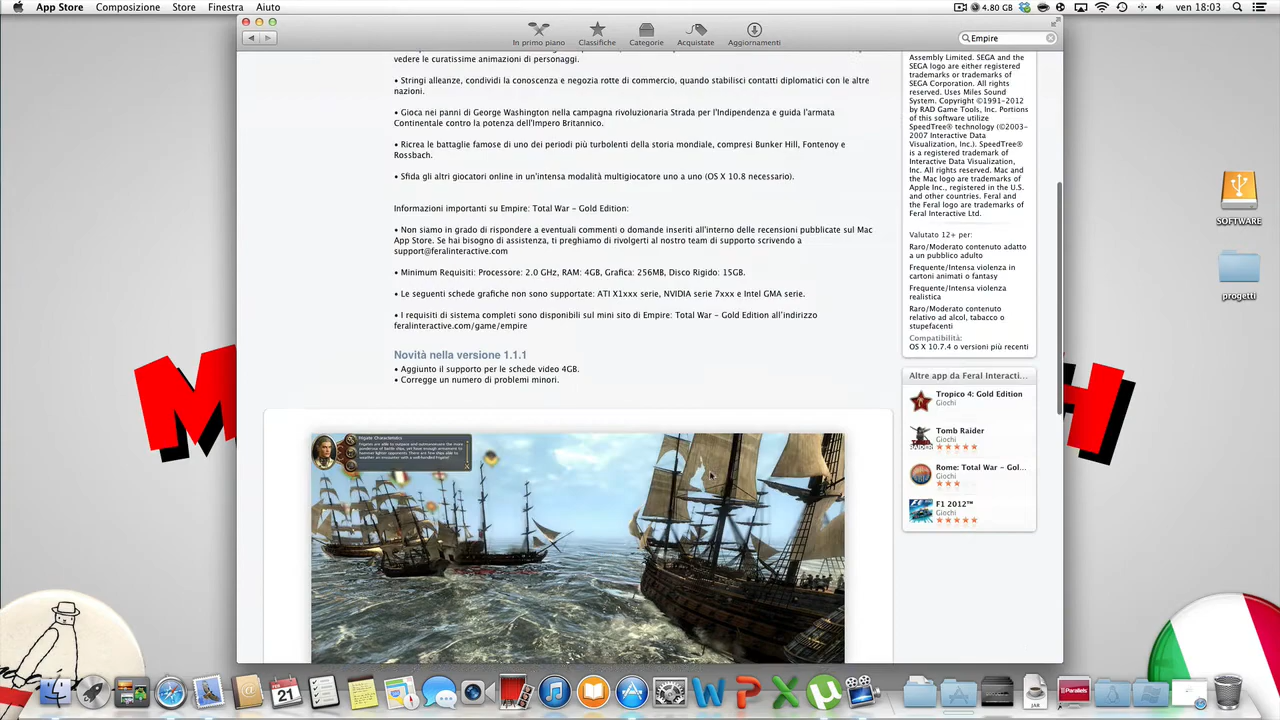 App Store Composizione Store Finestra Aiuto
4.80 GB
ven 18:03
In primo piano Classifiche Categorie Acquistate Aggiornamenti
Empire
vedere le curatissime animazioni di personaggi.
• Stringi alleanze, condividi la conoscenza e negozia rotte di commercio, quando stabilisci contatti diplomatici con le altre
nazioni.
• Gioca nei panni di George Washington nella campagna rivoluzionaria Strada per l'Indipendenza e guida l'armata
Continentale contro la potenza dell'Impero Britannico.
• Ricrea le battaglie famose di uno dei periodi più turbolenti della storia mondiale, compresi Bunker Hill, Fontenoy e
Rossbach.
• Sfida gli altri giocatori online in un'intensa modalità multigiocatore uno a uno (OS X 10.8 necessario).
Informazioni importanti su Empire: Total War – Gold Edition:
• Non siamo in grado di rispondere a eventuali commenti o domande inseriti all'interno delle recensioni pubblicate sul Mac
App Store. Se hai bisogno di assistenza, ti preghiamo di rivolgerti al nostro team di supporto scrivendo a
support@feralinteractive.com
• Minimum Requisiti: Processore: 2.0 GHz, RAM: 4GB, Grafica: 256MB, Disco Rigido: 15GB.
• Le seguenti schede grafiche non sono supportate: ATI X1xxx serie, NVIDIA serie 7xxx e Intel GMA serie.
• I requisiti di sistema completi sono disponibili sul mini sito di Empire: Total War – Gold Edition all'indirizzo
feralinteractive.com/game/empire
Novità nella versione 1.1.1
• Aggiunto il supporto per le schede video 4GB.
• Corregge un numero di problemi minori.
Frigate Characteristics
Assembly Limited. SEGA and the
SEGA logo are either registered
trademarks or trademarks of
SEGA Corporation. All rights
reserved. Uses Miles Sound
System. Copyright ©1991-2012
by RAD Game Tools, Inc. Portions
of this software utilize
SpeedTree® technology (©2003-
2007 Interactive Data
Visualization, Inc.). SpeedTree®
is a registered trademark of
Interactive Data Visualization,
Inc. All rights reserved. Mac and
the Mac logo are trademarks of
Apple Inc., registered in the U.S.
and other countries. Feral and
the Feral logo are trademarks of
Feral Interactive Ltd.
Valutato 12+ per:
Raro/Moderato contenuto adatto
a un pubblico adulto
Frequente/Intensa violenza in
cartoni animati o fantasy
Frequente/Intensa violenza
realistica
Raro/Moderato contenuto
relativo ad alcol, tabacco o
stupefacenti
Compatibilità:
OS X 10.7.4 o versioni più recenti
Altre app da Feral Interacti...
Tropico 4: Gold Edition
Giochi
Tomb Raider
Giochi
Rome: Total War – Gol...
Giochi
F1 2012™
Giochi
SOFTWARE
progetti
M
H
FEB
21
JAR
Parallels